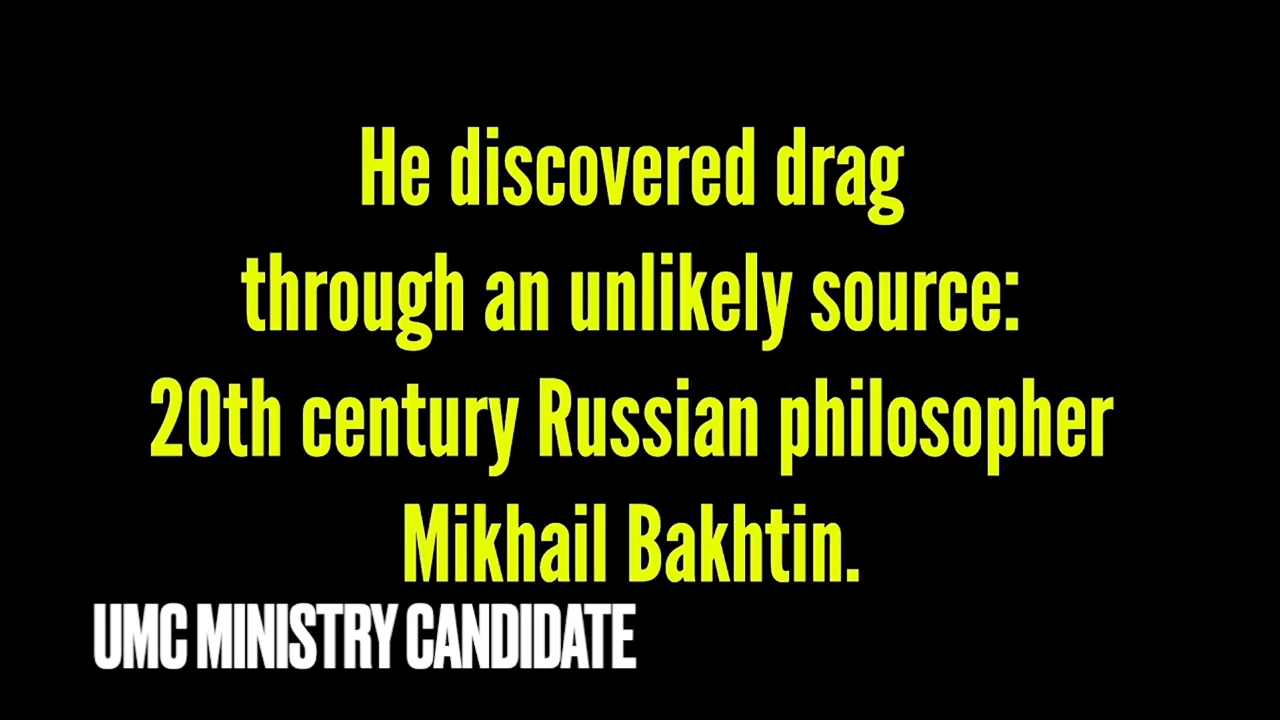 He discovered drag
through an unlikely source:
20th century Russian philosopher
Mikhail Bakhtin.
UMC MINISTRY CANDIDATE